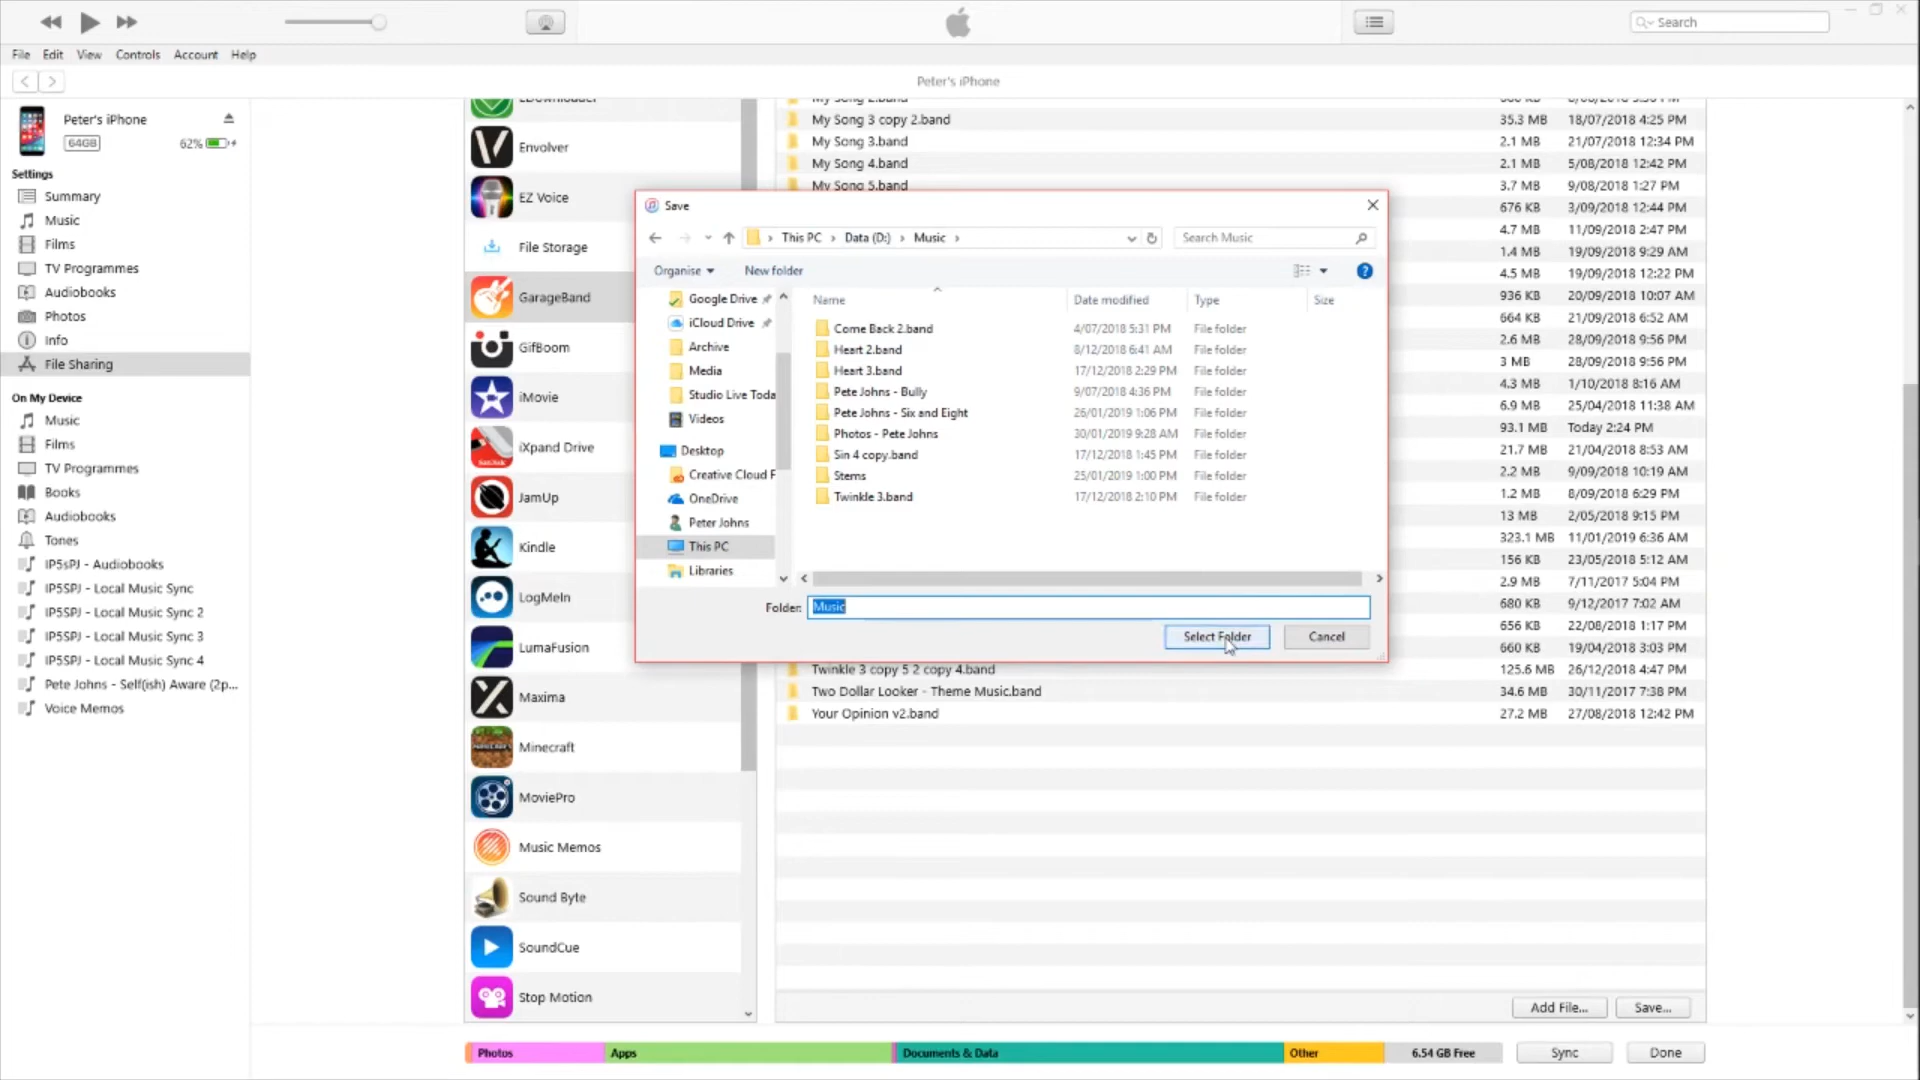 Search
File Edit View Controls Account Help
Peter's iPhone
Peter's iPhone
64GB 62%
Settings
Summary
Music
Films
TV Programmes
Audiobooks
Photos
Info
File Sharing
On My Device
Music
Films
TV Programmes
Books
Audiobooks
Tones
IP5sPJ - Audiobooks
IP5SPJ - Local Music Sync
IP5SPJ - Local Music Sync 2
IP5SPJ - Local Music Sync 3
IP5SPJ - Local Music Sync 4
Pete Johns - Self(ish) Aware (2p...
Voice Memos
Envolver
EZ Voice
File Storage
GarageBand
GifBoom
iMovie
iXpand Drive
JamUp
Kindle
LogMeIn
LumaFusion
Maxima
Minecraft
MoviePro
Music Memos
Sound Byte
SoundCue
Stop Motion
My Song 3 copy 2.band 35.3 MB 18/07/2018 4:25 PM
My Song 3.band 2.1 MB 21/07/2018 12:34 PM
My Song 4.band 2.1 MB 5/08/2018 12:42 PM
My Song 5.band 3.7 MB 9/08/2018 1:27 PM
676 KB 3/09/2018 12:44 PM
4.7 MB 11/09/2018 2:47 PM
1.4 MB 19/09/2018 9:29 AM
4.5 MB 19/09/2018 12:22 PM
936 KB 20/09/2018 10:07 AM
664 KB 21/09/2018 6:52 AM
2.6 MB 28/09/2018 9:56 PM
3 MB 28/09/2018 9:56 PM
4.3 MB 1/10/2018 8:16 AM
6.9 MB 25/04/2018 11:38 AM
93.1 MB Today 2:24 PM
21.7 MB 21/04/2018 8:53 AM
2.2 MB 9/09/2018 10:19 AM
1.2 MB 8/09/2018 6:29 PM
13 MB 2/05/2018 9:15 PM
323.1 MB 11/01/2019 6:36 AM
156 KB 23/05/2018 5:12 AM
2.9 MB 7/11/2017 5:04 PM
680 KB 9/12/2017 7:02 AM
656 KB 22/08/2018 1:17 PM
660 KB 19/04/2018 3:03 PM
Twinkle 3 copy 5 2 copy 4.band 125.6 MB 26/12/2018 4:47 PM
Two Dollar Looker - Theme Music.band 34.6 MB 30/11/2017 7:38 PM
Your Opinion v2.band 27.2 MB 27/08/2018 12:42 PM
Save
This PC › Data (D:) › Music ›
Search Music
Organise New folder
Google Drive
iCloud Drive
Archive
Media
Studio Live Toda
Videos
Desktop
Creative Cloud F
OneDrive
Peter Johns
This PC
Libraries
Name Date modified Type Size
Come Back 2.band 4/07/2018 5:31 PM File folder
Heart 2.band 8/12/2018 6:41 AM File folder
Heart 3.band 17/12/2018 2:29 PM File folder
Pete Johns - Bully 9/07/2018 4:36 PM File folder
Pete Johns - Six and Eight 26/01/2019 1:06 PM File folder
Photos - Pete Johns 30/01/2019 9:28 AM File folder
Sin 4 copy.band 17/12/2018 1:45 PM File folder
Stems 25/01/2019 1:00 PM File folder
Twinkle 3.band 17/12/2018 2:10 PM File folder
Folder: Music
Select Folder Cancel
Add File... Save...
Photos Apps Documents & Data Other 6.54 GB Free Sync Done